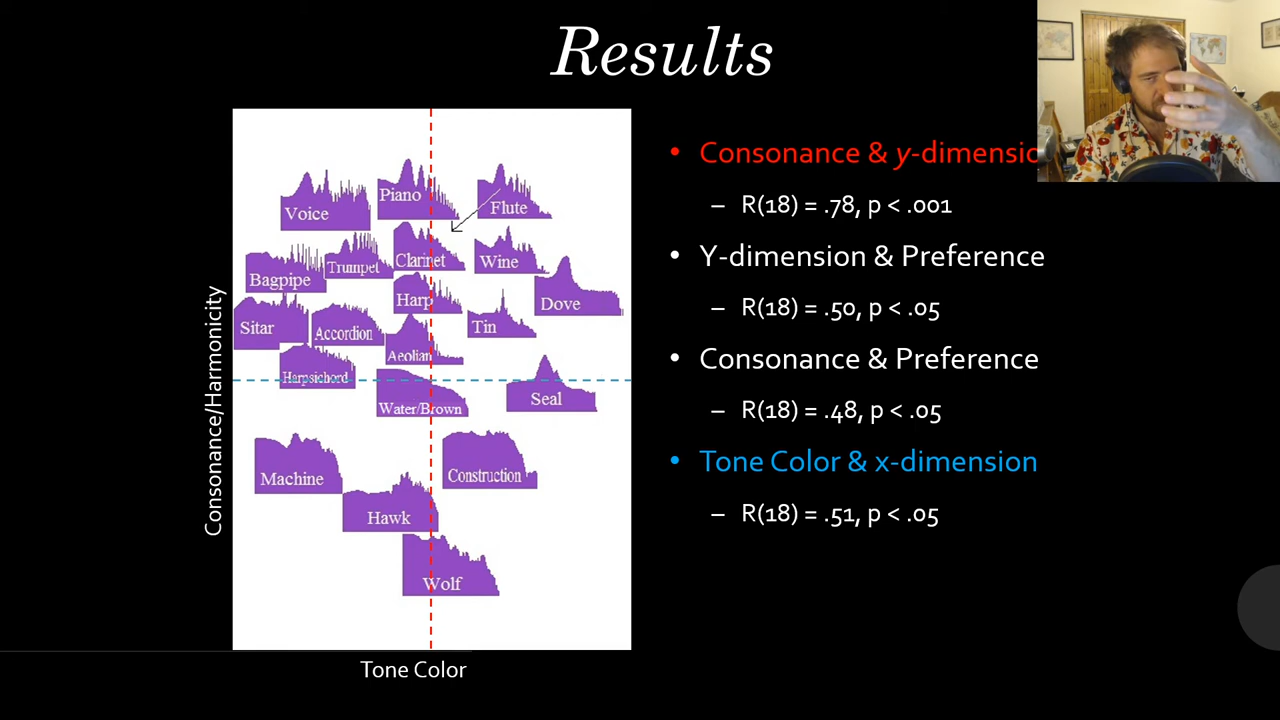 Results
Consonance/Harmonicity
Voice
Piano
Flute
Bagpipe
Trumpet
Clarinet
Wine
Harp
Dove
Sitar
Accordion
Tin
Aeolian
Harpsichord
Water/Brown
Seal
Machine
Construction
Hawk
Wolf
Tone Color
• Consonance & y-dimensio
– R(18) = .78, p < .001
• Y-dimension & Preference
– R(18) = .50, p < .05
• Consonance & Preference
– R(18) = .48, p < .05
• Tone Color & x-dimension
– R(18) = .51, p < .05